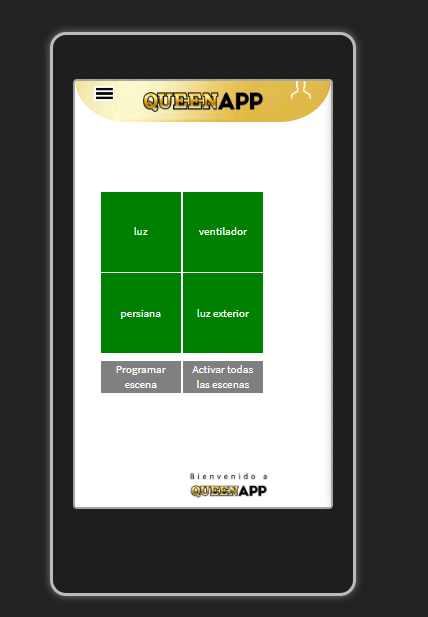 QUEENAPP
luz
ventilador
persiana
luz exterior
Programar
escena
Activar todas
las escenas
Bienvenido a
QUEENAPP